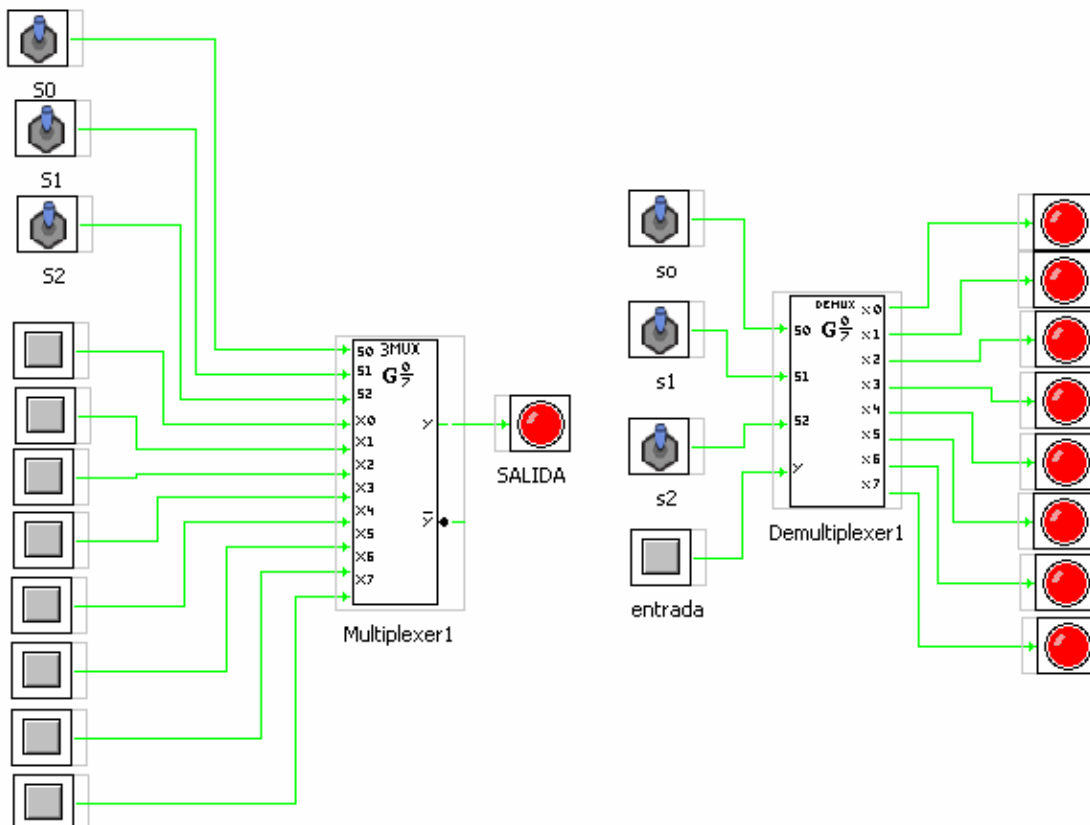 S0
S1
S2
S0 3MUX
S1 G 0/7
S2
X0
X1
X2
X3
X4
X5
X6
X7
y
y̅
Multiplexer1
SALIDA
so
s1
s2
entrada
DEMUX
G 0/7
S0
S1
S2
y
x0
x1
x2
x3
x4
x5
x6
x7
Demultiplexer1